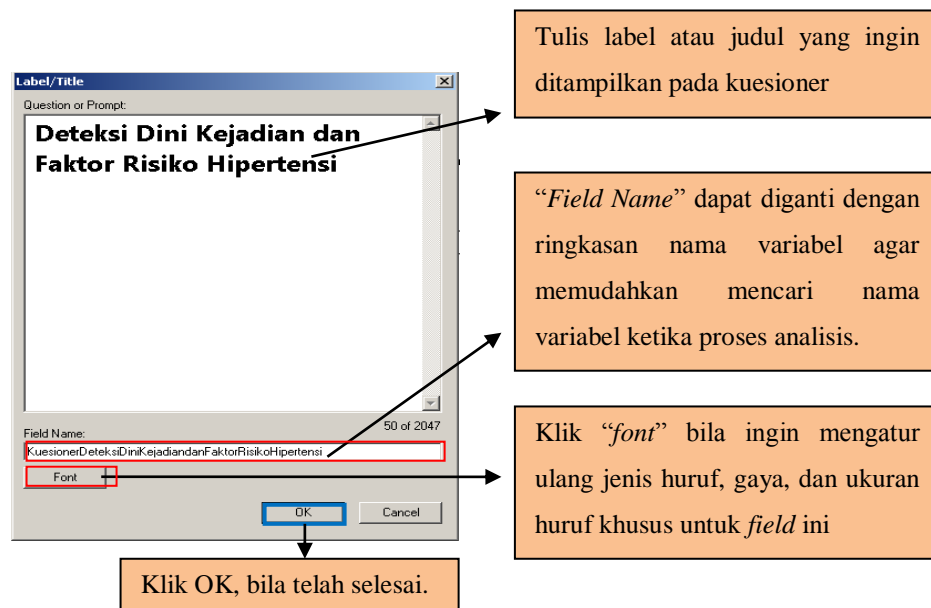 Label/Title
Question or Prompt:
Deteksi Dini Kejadian dan
Faktor Risiko Hipertensi
50 of 2047
Field Name:
KuesionerDeteksiDiniKejadiandanFaktorRisikoHipertensi
Font
OK
Cancel
Tulis label atau judul yang ingin
ditampilkan pada kuesioner
“Field Name” dapat diganti dengan
ringkasan nama variabel agar
memudahkan mencari nama
variabel ketika proses analisis.
Klik “font” bila ingin mengatur
ulang jenis huruf, gaya, dan ukuran
huruf khusus untuk field ini
Klik OK, bila telah selesai.